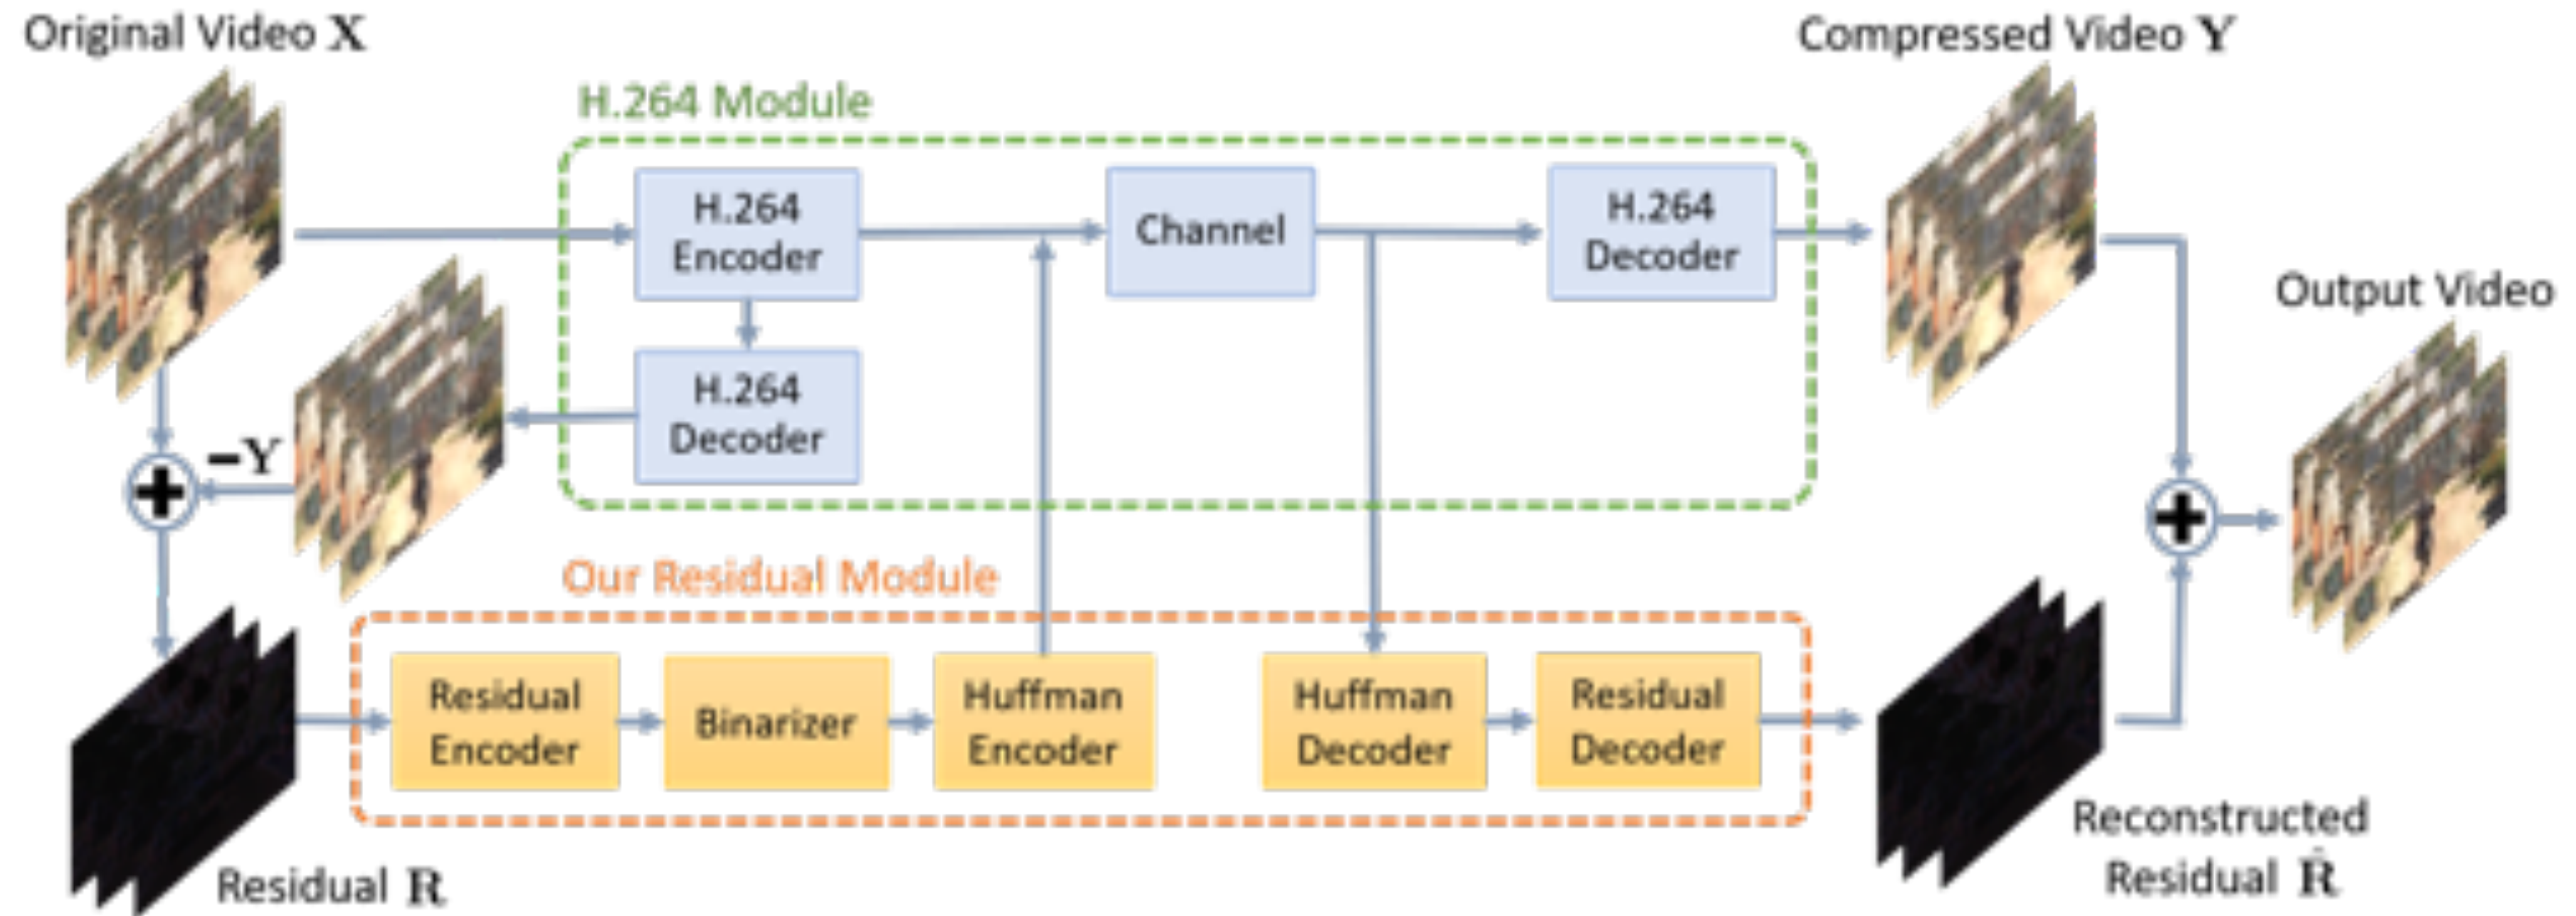 Original Video X
Compressed Video Y
H.264 Module
H.264
Encoder
Channel
H.264
Decoder
Output Video
H.264
Decoder
−Y
Our Residual Module
Residual
Encoder
Binarizer
Huffman
Encoder
Huffman
Decoder
Residual
Decoder
Reconstructed
Residual R̂
Residual R